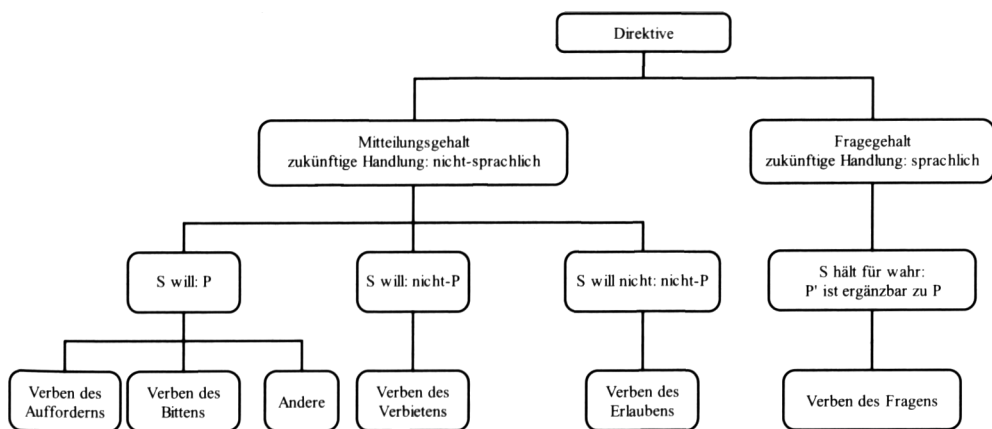 Direktive
Mitteilungsgehalt
zukünftige Handlung: nicht-sprachlich
Fragegehalt
zukünftige Handlung: sprachlich
S will: P
S will: nicht-P
S will nicht: nicht-P
S hält für wahr:
P' ist ergänzbar zu P
Verben des
Aufforderns
Verben des
Bittens
Andere
Verben des
Verbietens
Verben des
Erlaubens
Verben des Fragens